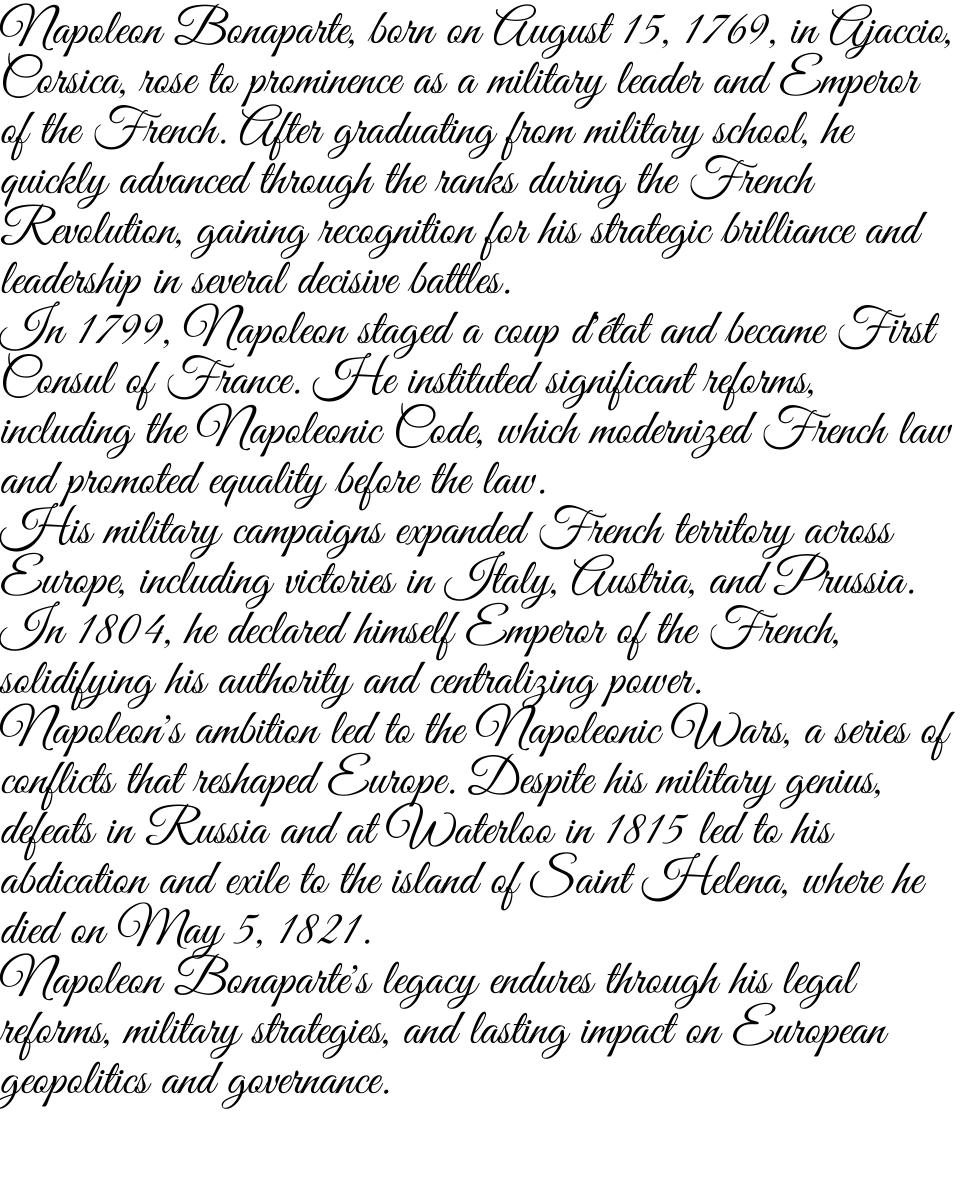 Napoleon Bonaparte, born on August 15, 1769, in Ajaccio,
Corsica, rose to prominence as a military leader and Emperor
of the French. After graduating from military school, he
quickly advanced through the ranks during the French
Revolution, gaining recognition for his strategic brilliance and
leadership in several decisive battles.
In 1799, Napoleon staged a coup d'état and became First
Consul of France. He instituted significant reforms,
including the Napoleonic Code, which modernized French law
and promoted equality before the law.
His military campaigns expanded French territory across
Europe, including victories in Italy, Austria, and Prussia.
In 1804, he declared himself Emperor of the French,
solidifying his authority and centralizing power.
Napoleon's ambition led to the Napoleonic Wars, a series of
conflicts that reshaped Europe. Despite his military genius,
defeats in Russia and at Waterloo in 1815 led to his
abdication and exile to the island of Saint Helena, where he
died on May 5, 1821.
Napoleon Bonaparte's legacy endures through his legal
reforms, military strategies, and lasting impact on European
geopolitics and governance.